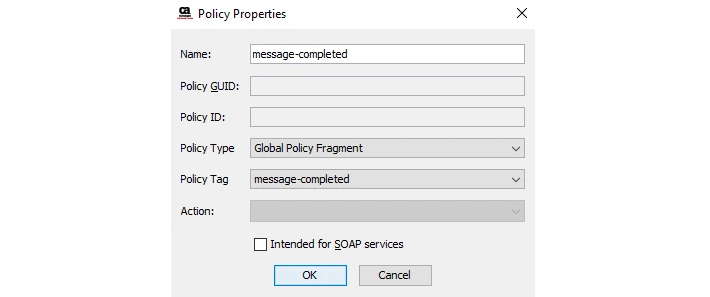 ca
Policy Properties
Name: message-completed
Policy GUID:
Policy ID:
Policy Type Global Policy Fragment
Policy Tag message-completed
Action:
Intended for SOAP services
OK Cancel